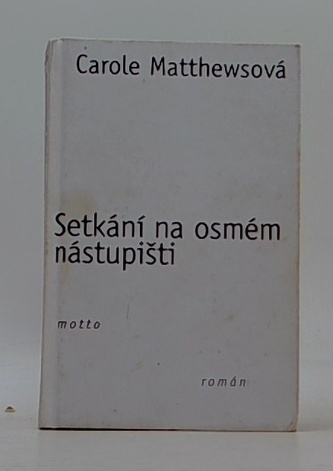 Carole Matthewsová
Setkání na osmém
nástupišti
motto
román